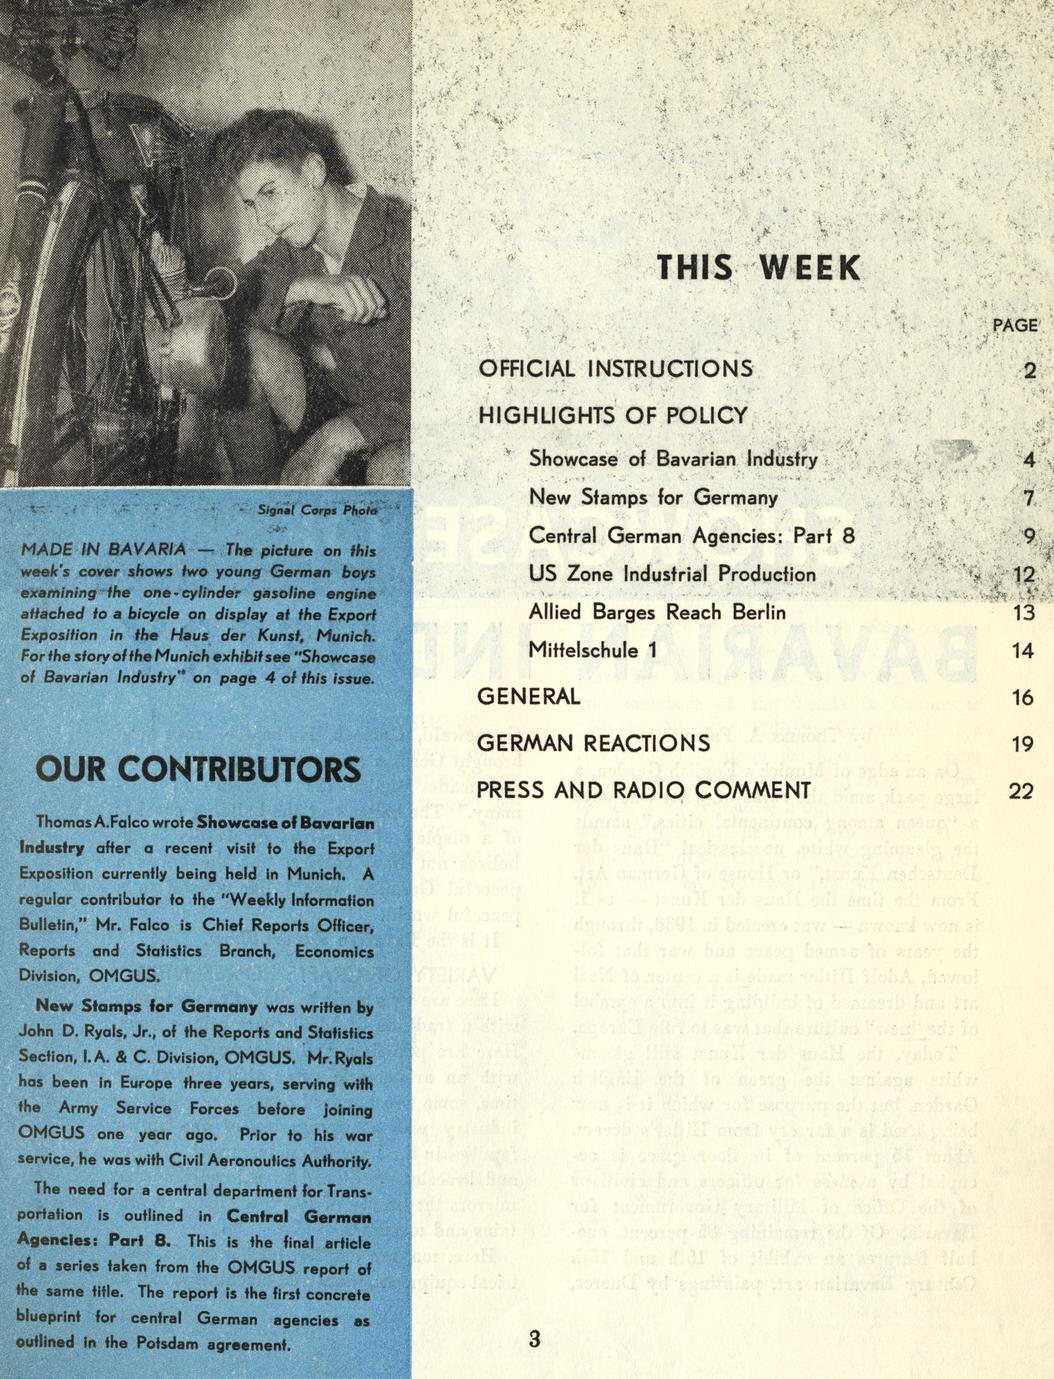 Signal Corps Photo
MADE IN BAVARIA — The picture on this
week's cover shows two young German boys
examining the one-cylinder gasoline engine
attached to a bicycle on display at the Export
Exposition in the Haus der Kunst, Munich.
For the story of the Munich exhibit see "Showcase
of Bavarian Industry" on page 4 of this issue.
OUR CONTRIBUTORS
Thomas A. Falco wrote Showcase of Bavarian
Industry after a recent visit to the Export
Exposition currently being held in Munich. A
regular contributor to the "Weekly Information
Bulletin," Mr. Falco is Chief Reports Officer,
Reports and Statistics Branch, Economics
Division, OMGUS.
New Stamps for Germany was written by
John D. Ryals, Jr., of the Reports and Statistics
Section, I. A. & C. Division, OMGUS. Mr. Ryals
has been in Europe three years, serving with
the Army Service Forces before joining
OMGUS one year ago. Prior to his war
service, he was with Civil Aeronoutics Authority.
The need for a central department for Trans-
portation is outlined in Central German
Agencies: Part 8. This is the final article
of a series taken from the OMGUS report of
the same title. The report is the first concrete
blueprint for central German agencies as
outlined in the Potsdam agreement.
THIS WEEK
PAGE
OFFICIAL INSTRUCTIONS 2
HIGHLIGHTS OF POLICY
Showcase of Bavarian Industry 4
New Stamps for Germany 7
Central German Agencies: Part 8 9
US Zone Industrial Production 12
Allied Barges Reach Berlin 13
Mittelschule 1 14
GENERAL 16
GERMAN REACTIONS 19
PRESS AND RADIO COMMENT 22
3